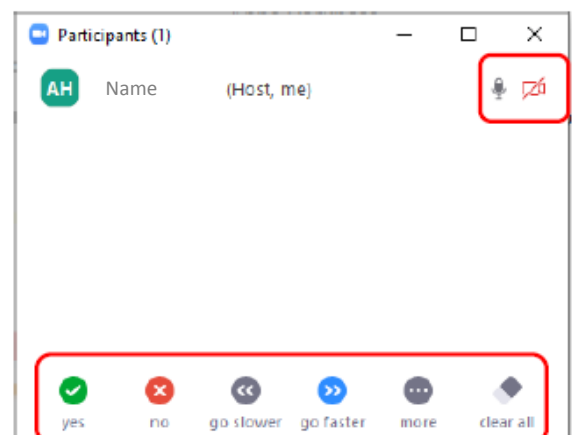 Participants (1)
AH Name (Host, me)
yes no go slower go faster more clear all